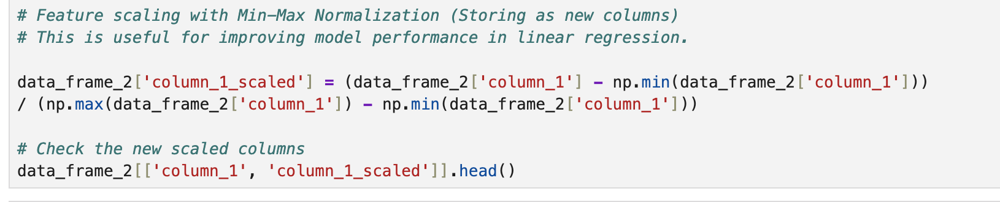 # Feature scaling with Min–Max Normalization (Storing as new columns)
# This is useful for improving model performance in linear regression.
data_frame_2['column_1_scaled'] = (data_frame_2['column_1'] - np.min(data_frame_2['column_1']))
/ (np.max(data_frame_2['column_1']) - np.min(data_frame_2['column_1']))
# Check the new scaled columns
data_frame_2[['column_1', 'column_1_scaled']].head()